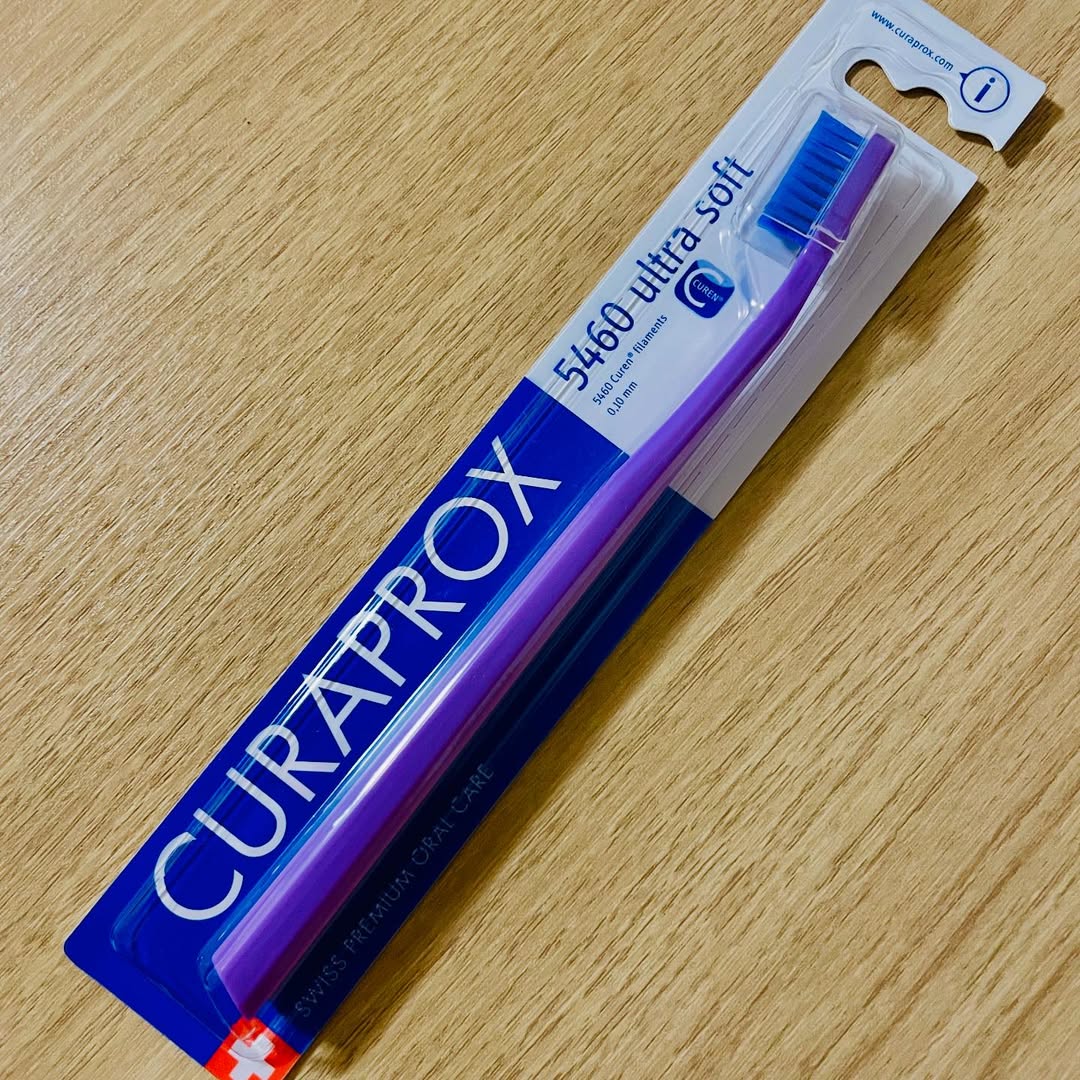 www.curaprox.com
i
5460 ultra soft
CUREN®
5460 Curen® filaments
0,10 mm
CURAPROX
SWISS PREMIUM ORAL CARE